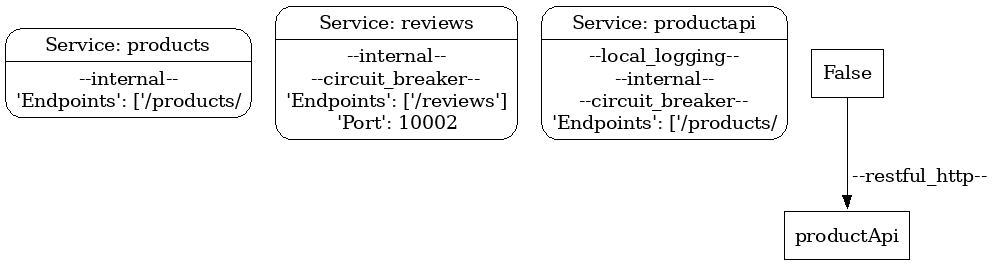 Service: products
--internal--
'Endpoints': ['/products/
Service: reviews
--internal--
--circuit_breaker--
'Endpoints': ['/reviews']
'Port': 10002
Service: productapi
--local_logging--
--internal--
--circuit_breaker--
'Endpoints': ['/products/
False
--restful_http--
productApi